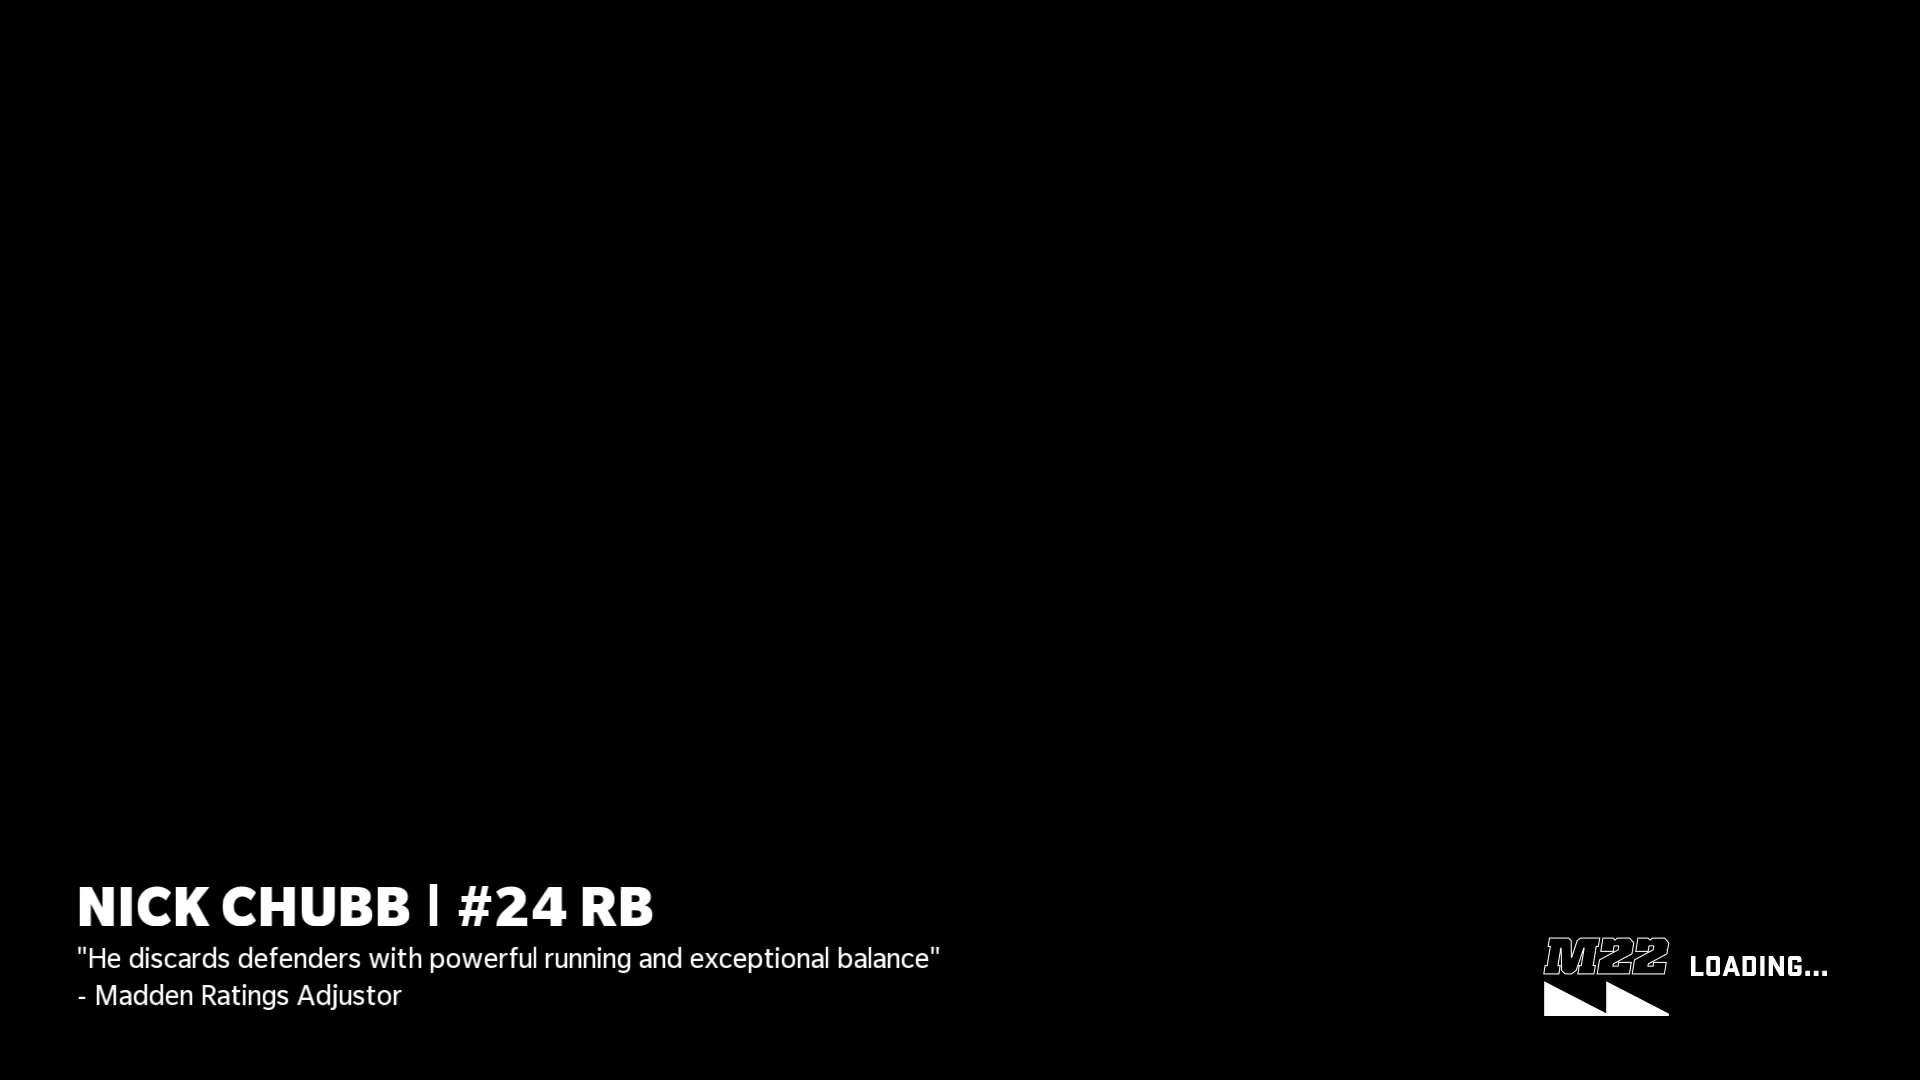 NICK CHUBB | #24 RB
"He discards defenders with powerful running and exceptional balance"
- Madden Ratings Adjustor
M22
LOADING...